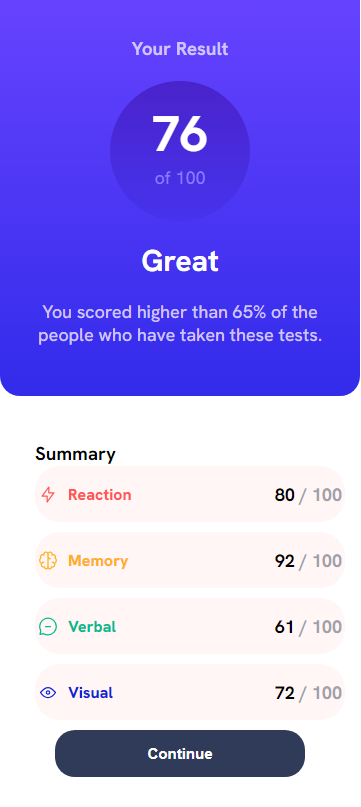 Your Result
76
of 100
Great
You scored higher than 65% of the
people who have taken these tests.
Summary
Reaction 80 / 100
Memory 92 / 100
Verbal 61 / 100
Visual 72 / 100
Continue